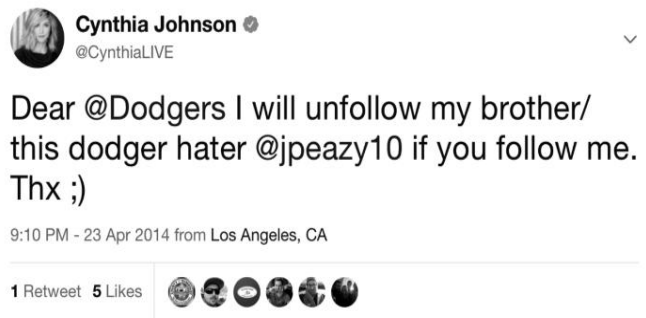 Cynthia Johnson
@CynthiaLIVE
Dear @Dodgers I will unfollow my brother/
this dodger hater @jpeazy10 if you follow me.
Thx ;)
9:10 PM - 23 Apr 2014 from Los Angeles, CA
1 Retweet 5 Likes